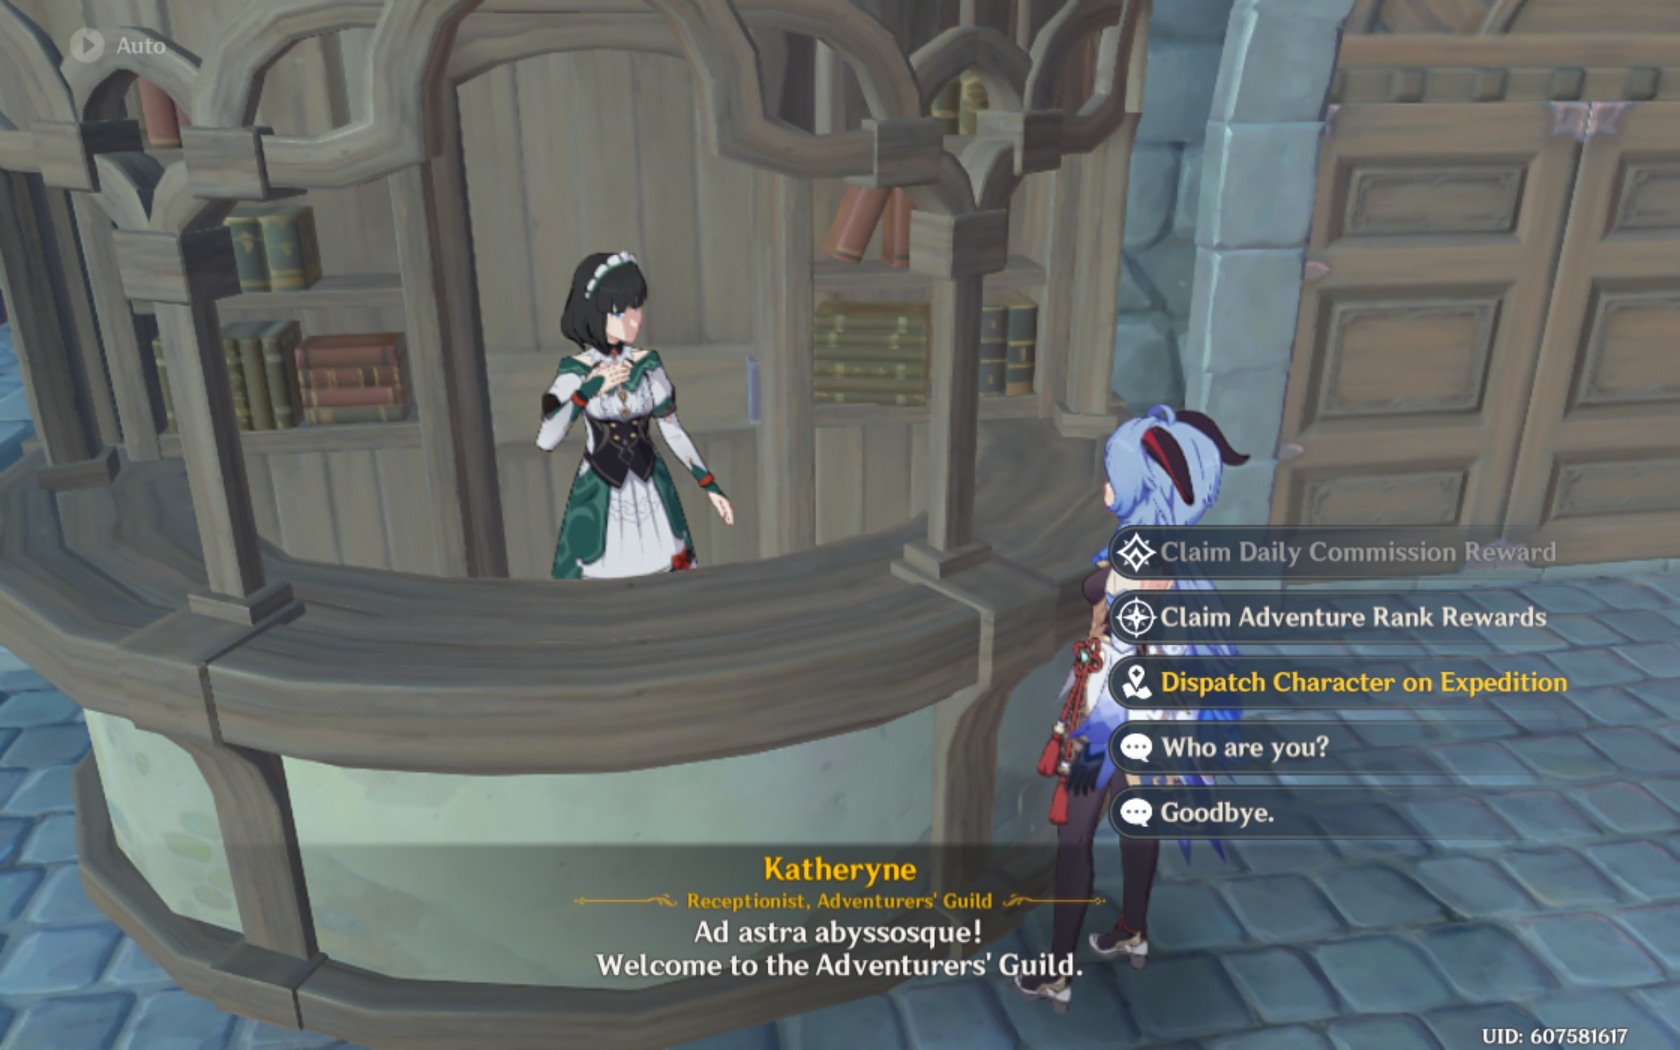 Auto
Claim Daily Commission Reward
Claim Adventure Rank Rewards
Dispatch Character on Expedition
Who are you?
Goodbye.
Katheryne
Receptionist, Adventurers' Guild
Ad astra abyssosque!
Welcome to the Adventurers' Guild.
UID: 607581617